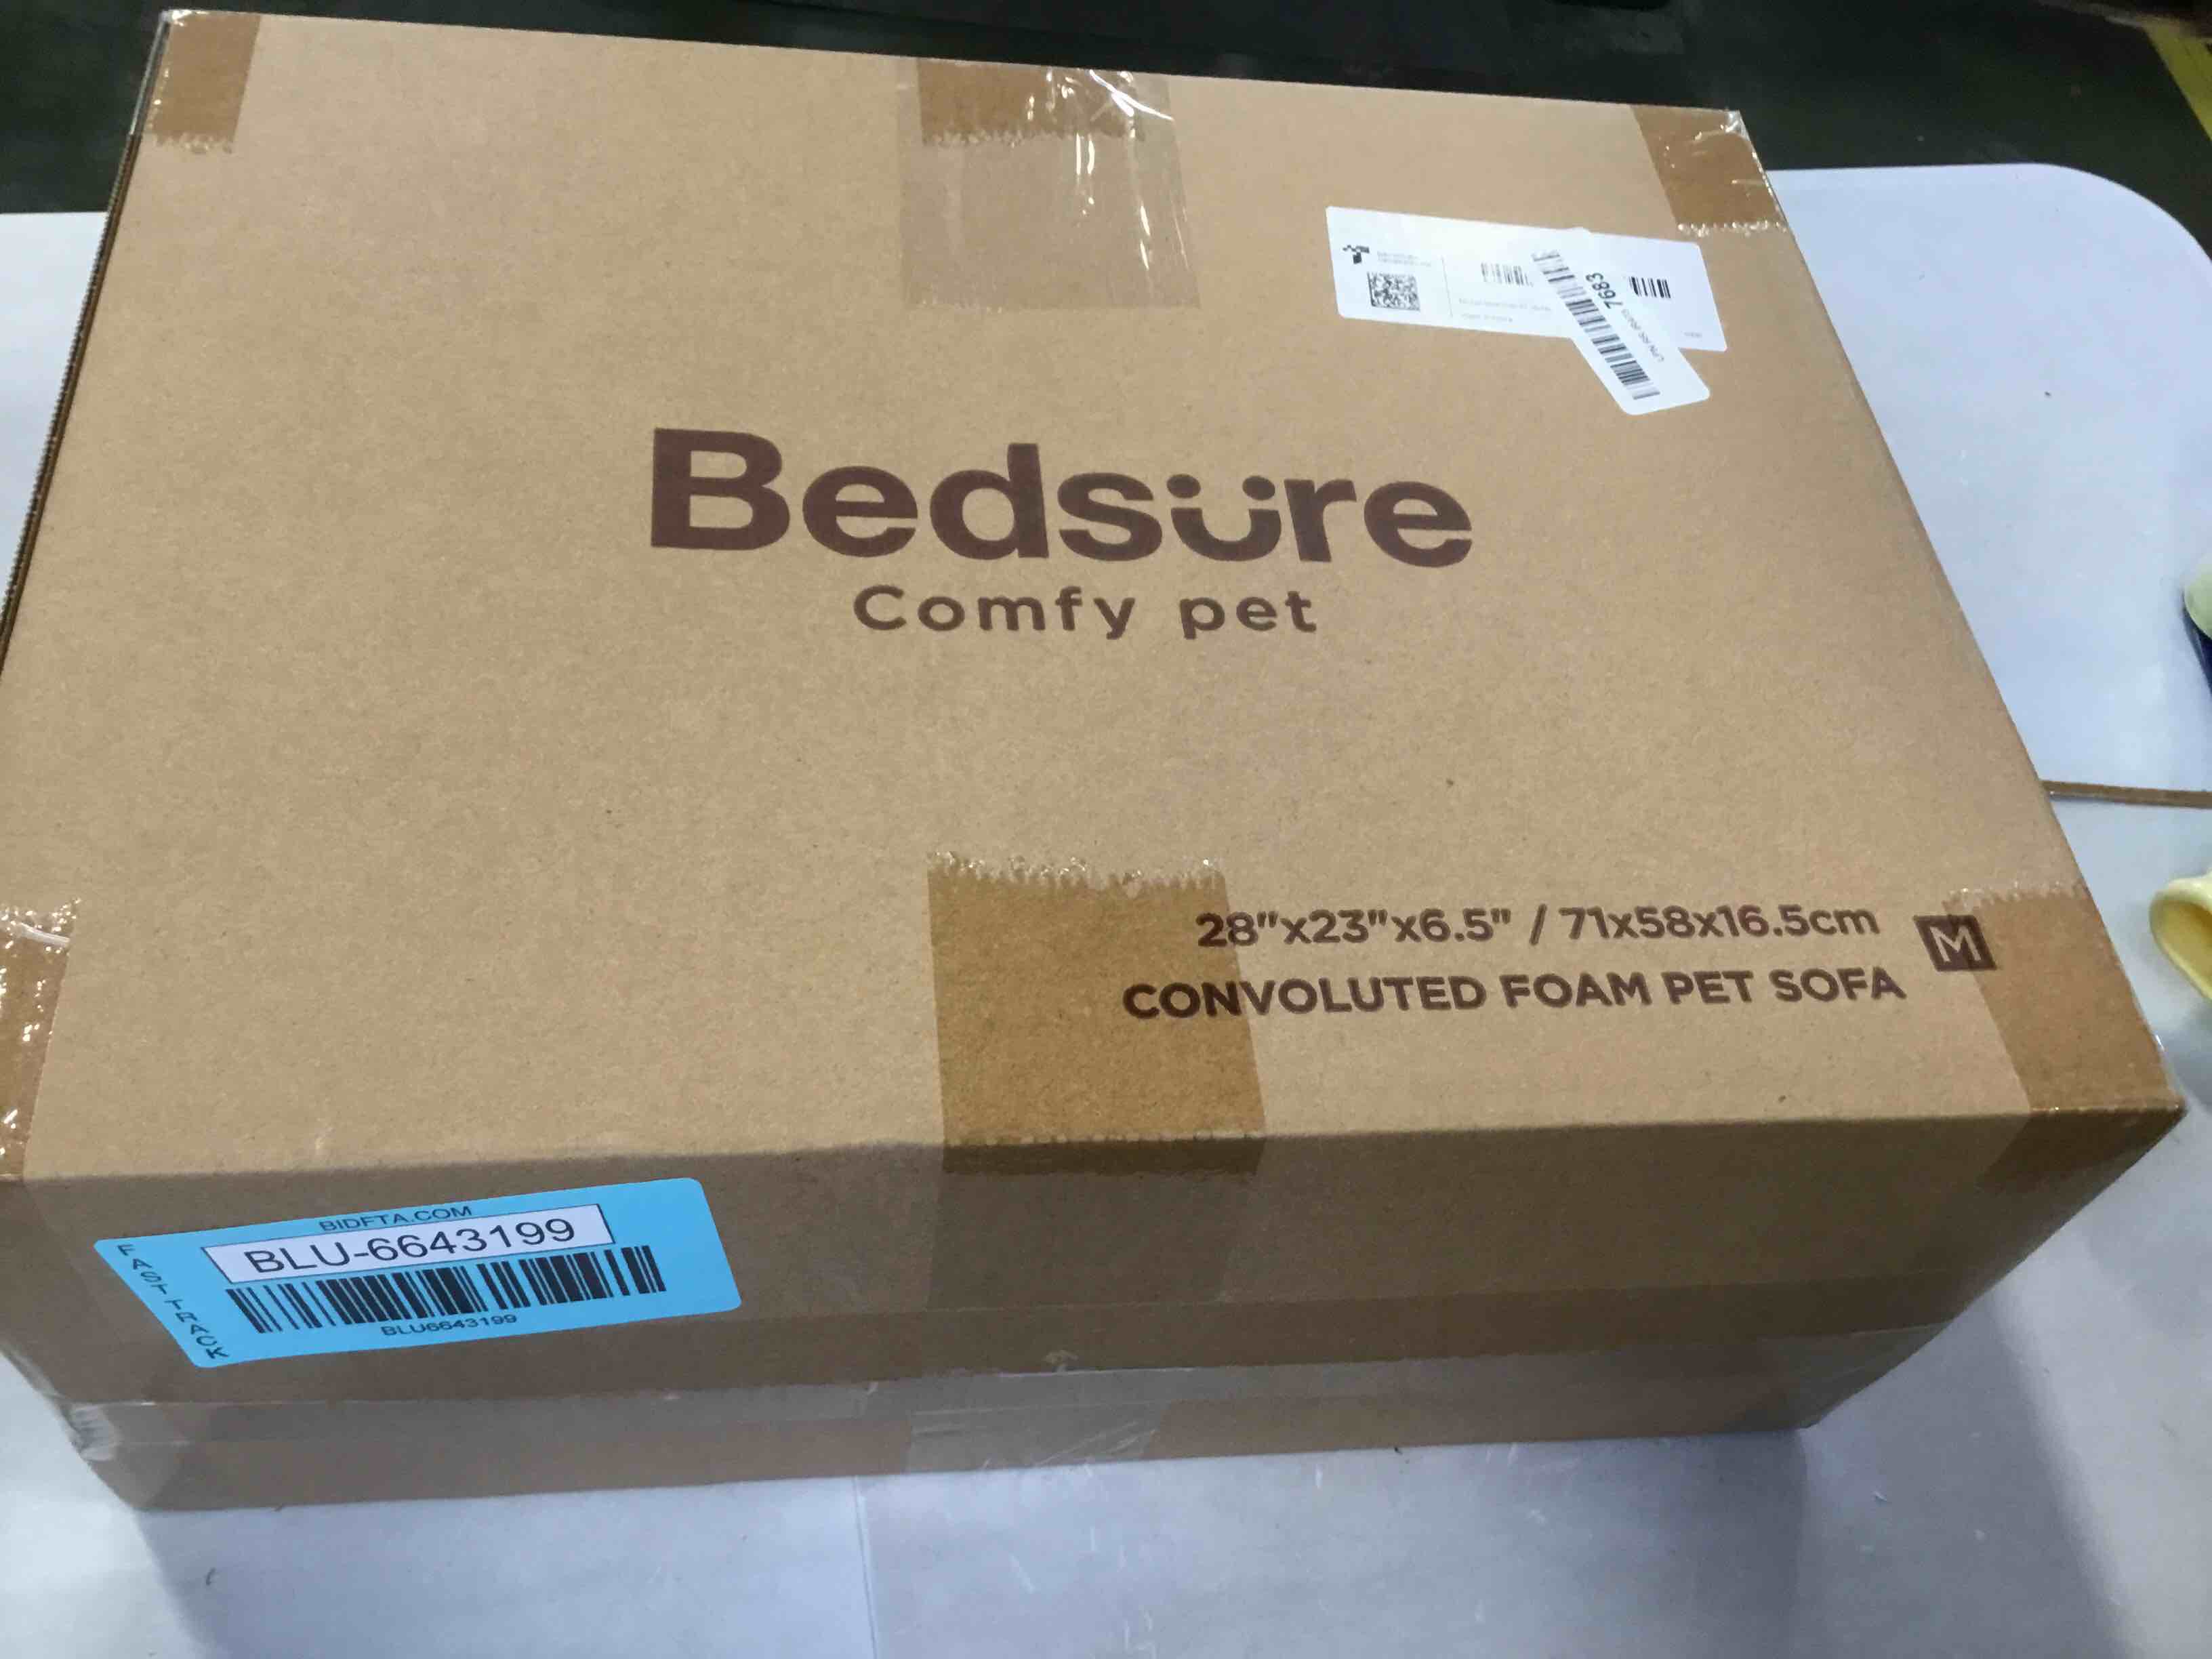 7683
Bedsure
Comfy pet
28"x23"x6.5" / 71x58x16.5cm
M
CONVOLUTED FOAM PET SOFA
BIDFTA.COM
BLU-6643199
BLU6643199
FAST TRACK